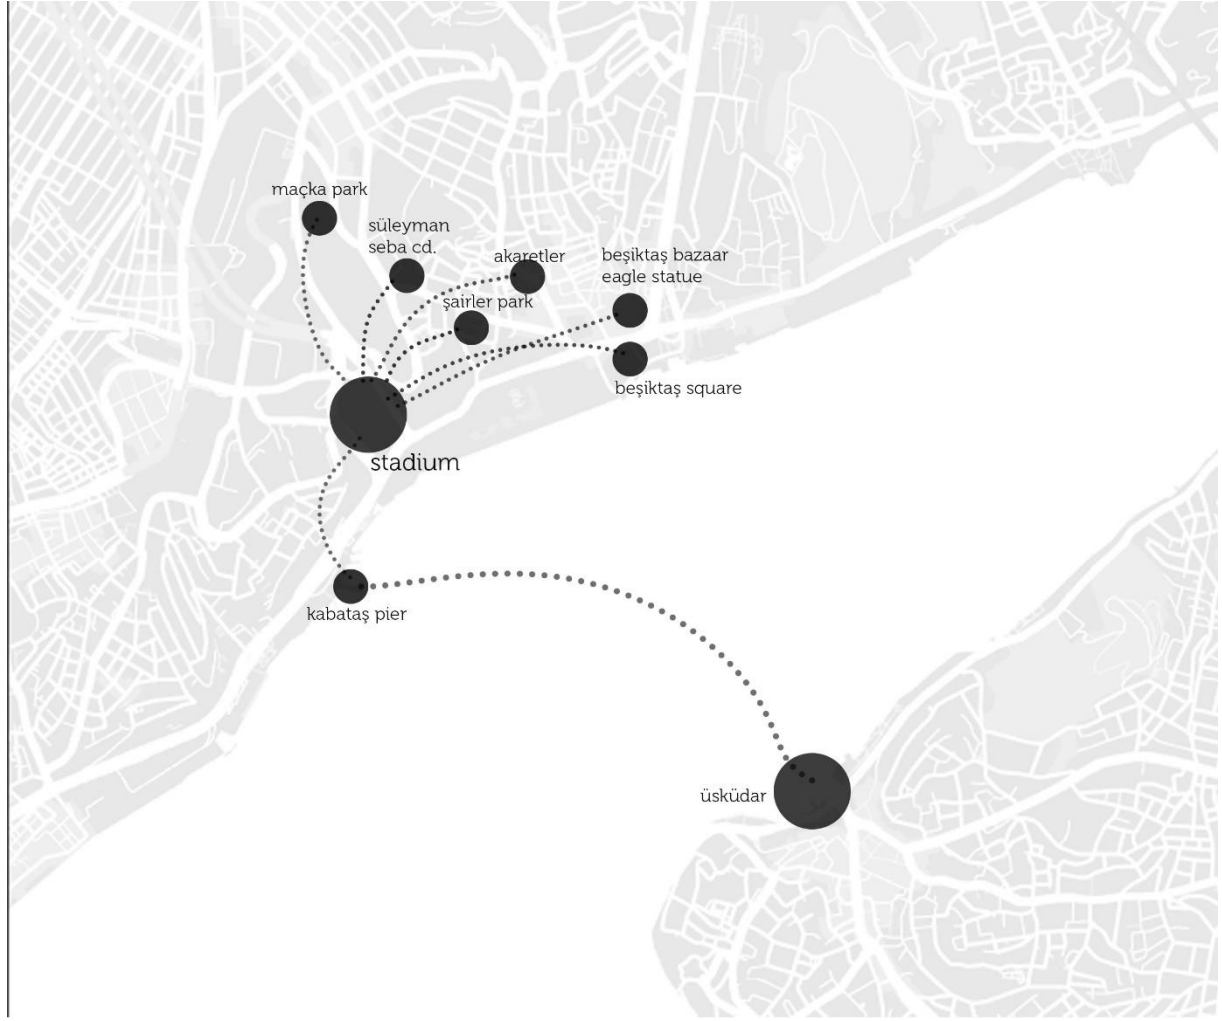 maçka park
süleyman
seba cd.
akaretler
beşiktaş bazaar
eagle statue
şairler park
beşiktaş square
stadium
kabataş pier
üsküdar